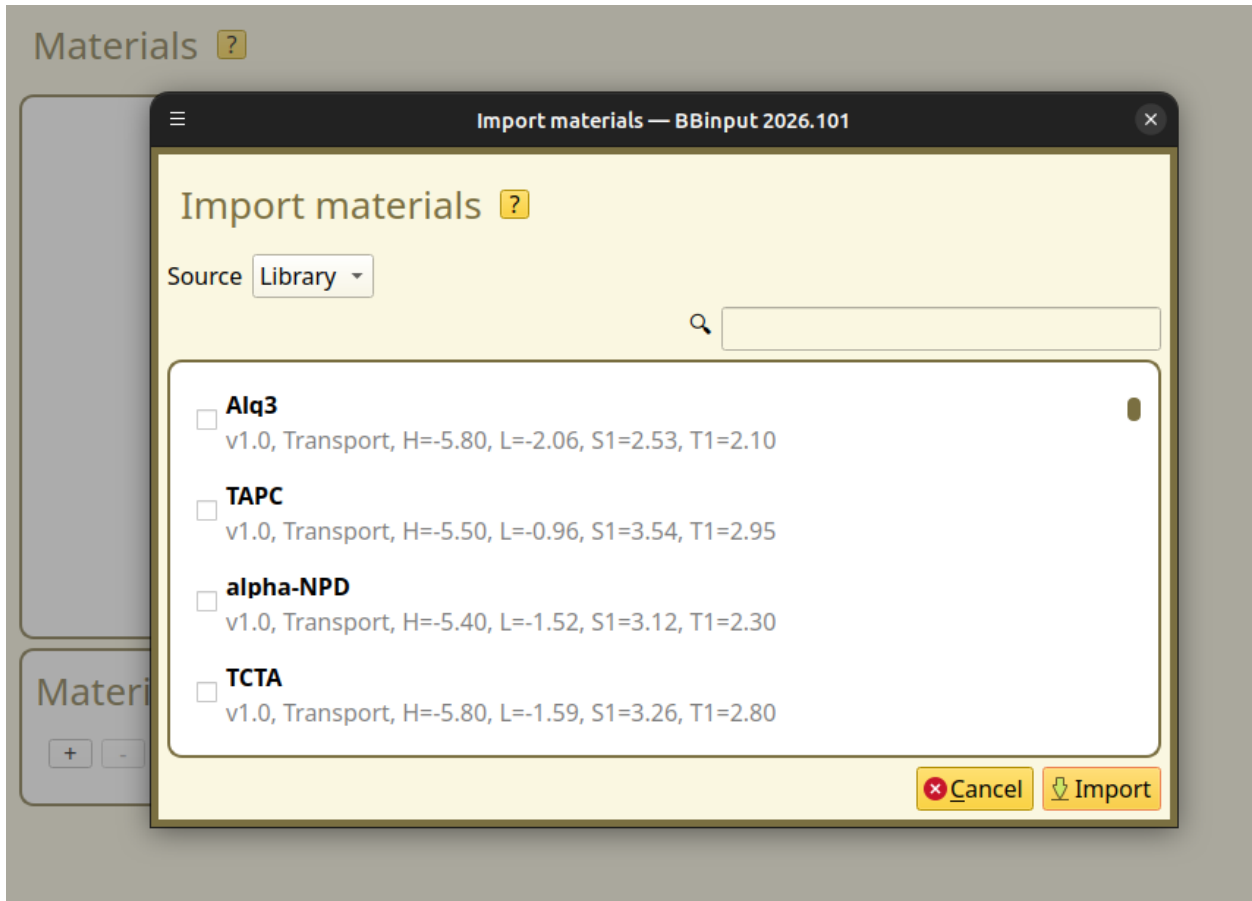 Materials ?
Import materials — BBinput 2026.101
Import materials ?
Source Library
Alq3
v1.0, Transport, H=-5.80, L=-2.06, S1=2.53, T1=2.10
TAPC
v1.0, Transport, H=-5.50, L=-0.96, S1=3.54, T1=2.95
alpha-NPD
v1.0, Transport, H=-5.40, L=-1.52, S1=3.12, T1=2.30
TCTA
v1.0, Transport, H=-5.80, L=-1.59, S1=3.26, T1=2.80
Materi
+ -
Cancel Import